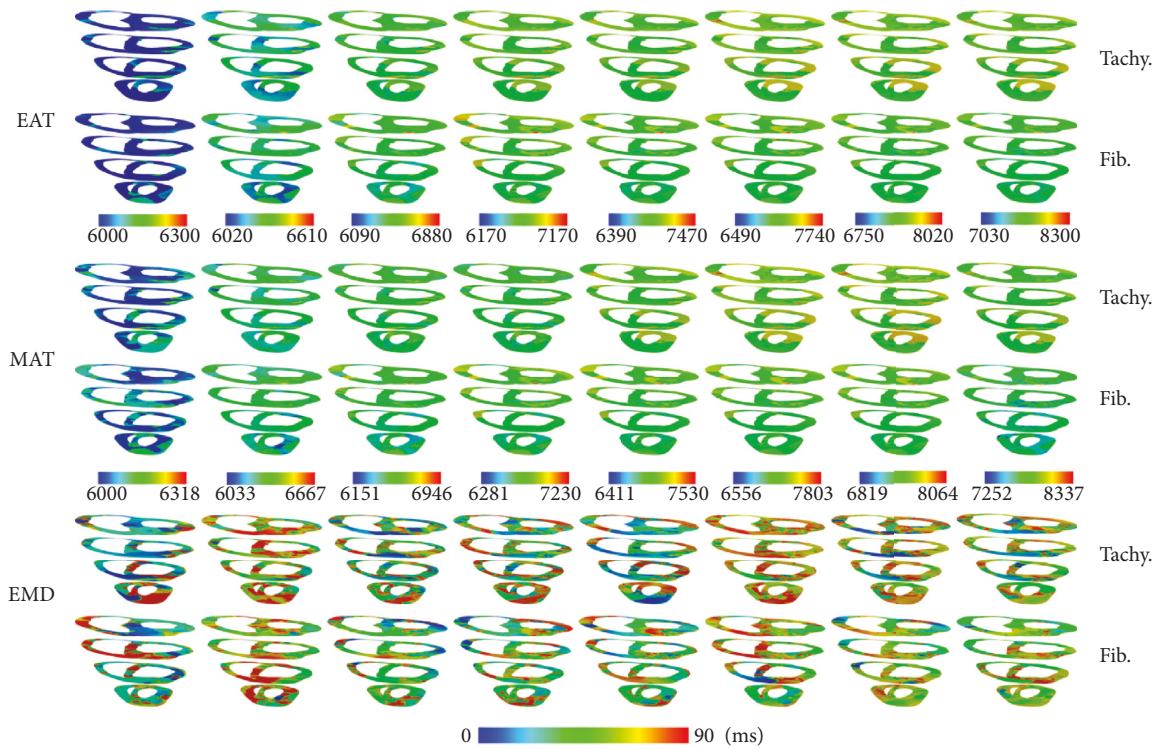 Tachy.
EAT
Fib.
6000 6300 6020 6610 6090 6880 6170 7170 6390 7470 6490 7740 6750 8020 7030 8300
Tachy.
MAT
Fib.
6000 6318 6033 6667 6151 6946 6281 7230 6411 7530 6556 7803 6819 8064 7252 8337
Tachy.
EMD
Fib.
0 90 (ms)